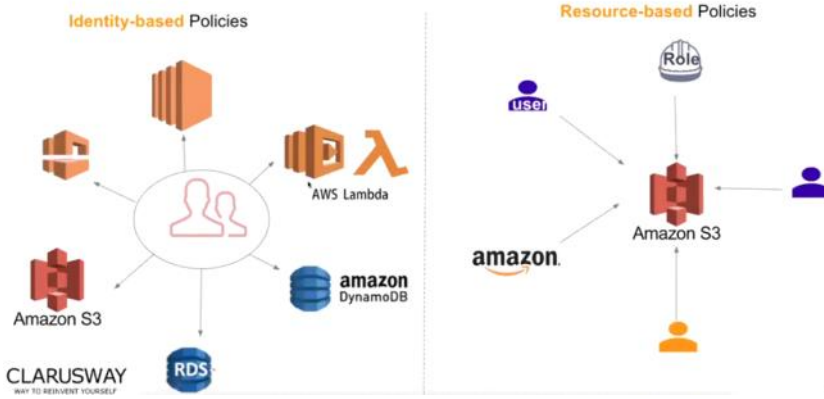 Identity-based Policies
AWS Lambda
Amazon S3
amazon
DynamoDB
RDS
CLARUSWAY
WAY TO REINVENT YOURSELF
Resource-based Policies
Role
user
Amazon S3
amazon